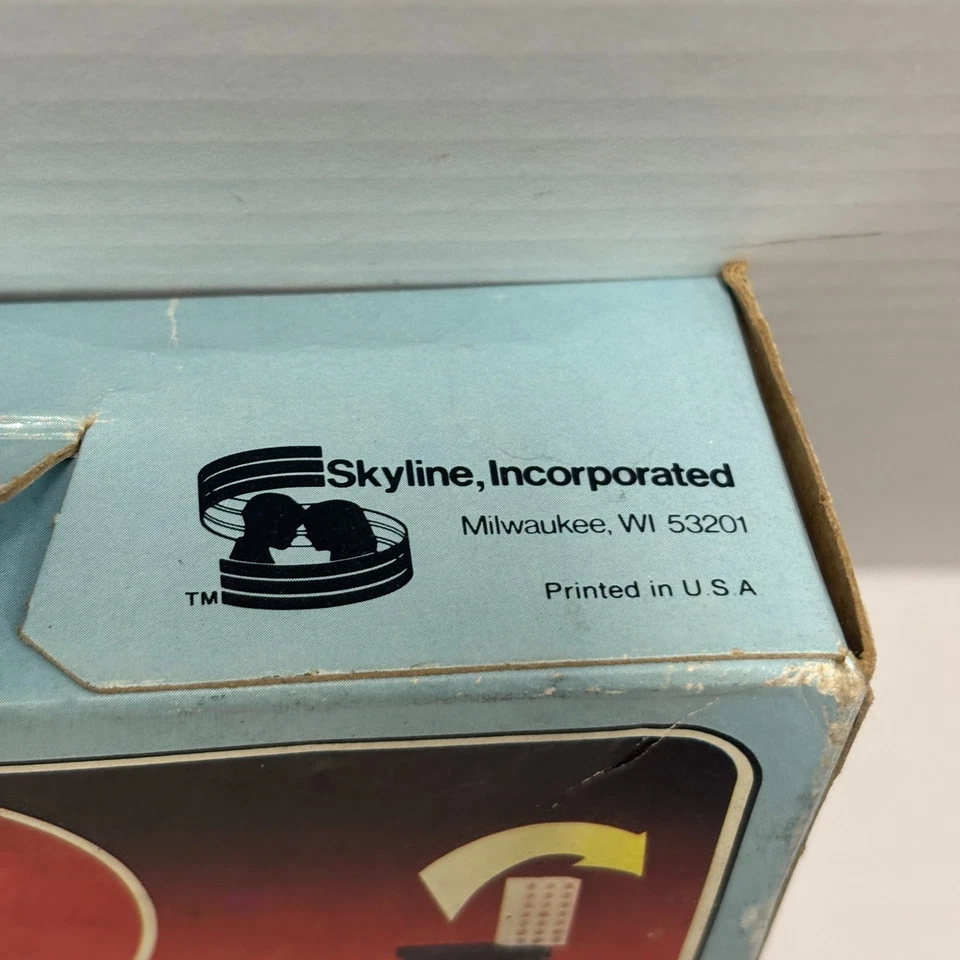 Skyline, Incorporated
Milwaukee, WI 53201
TM
Printed in U.S.A